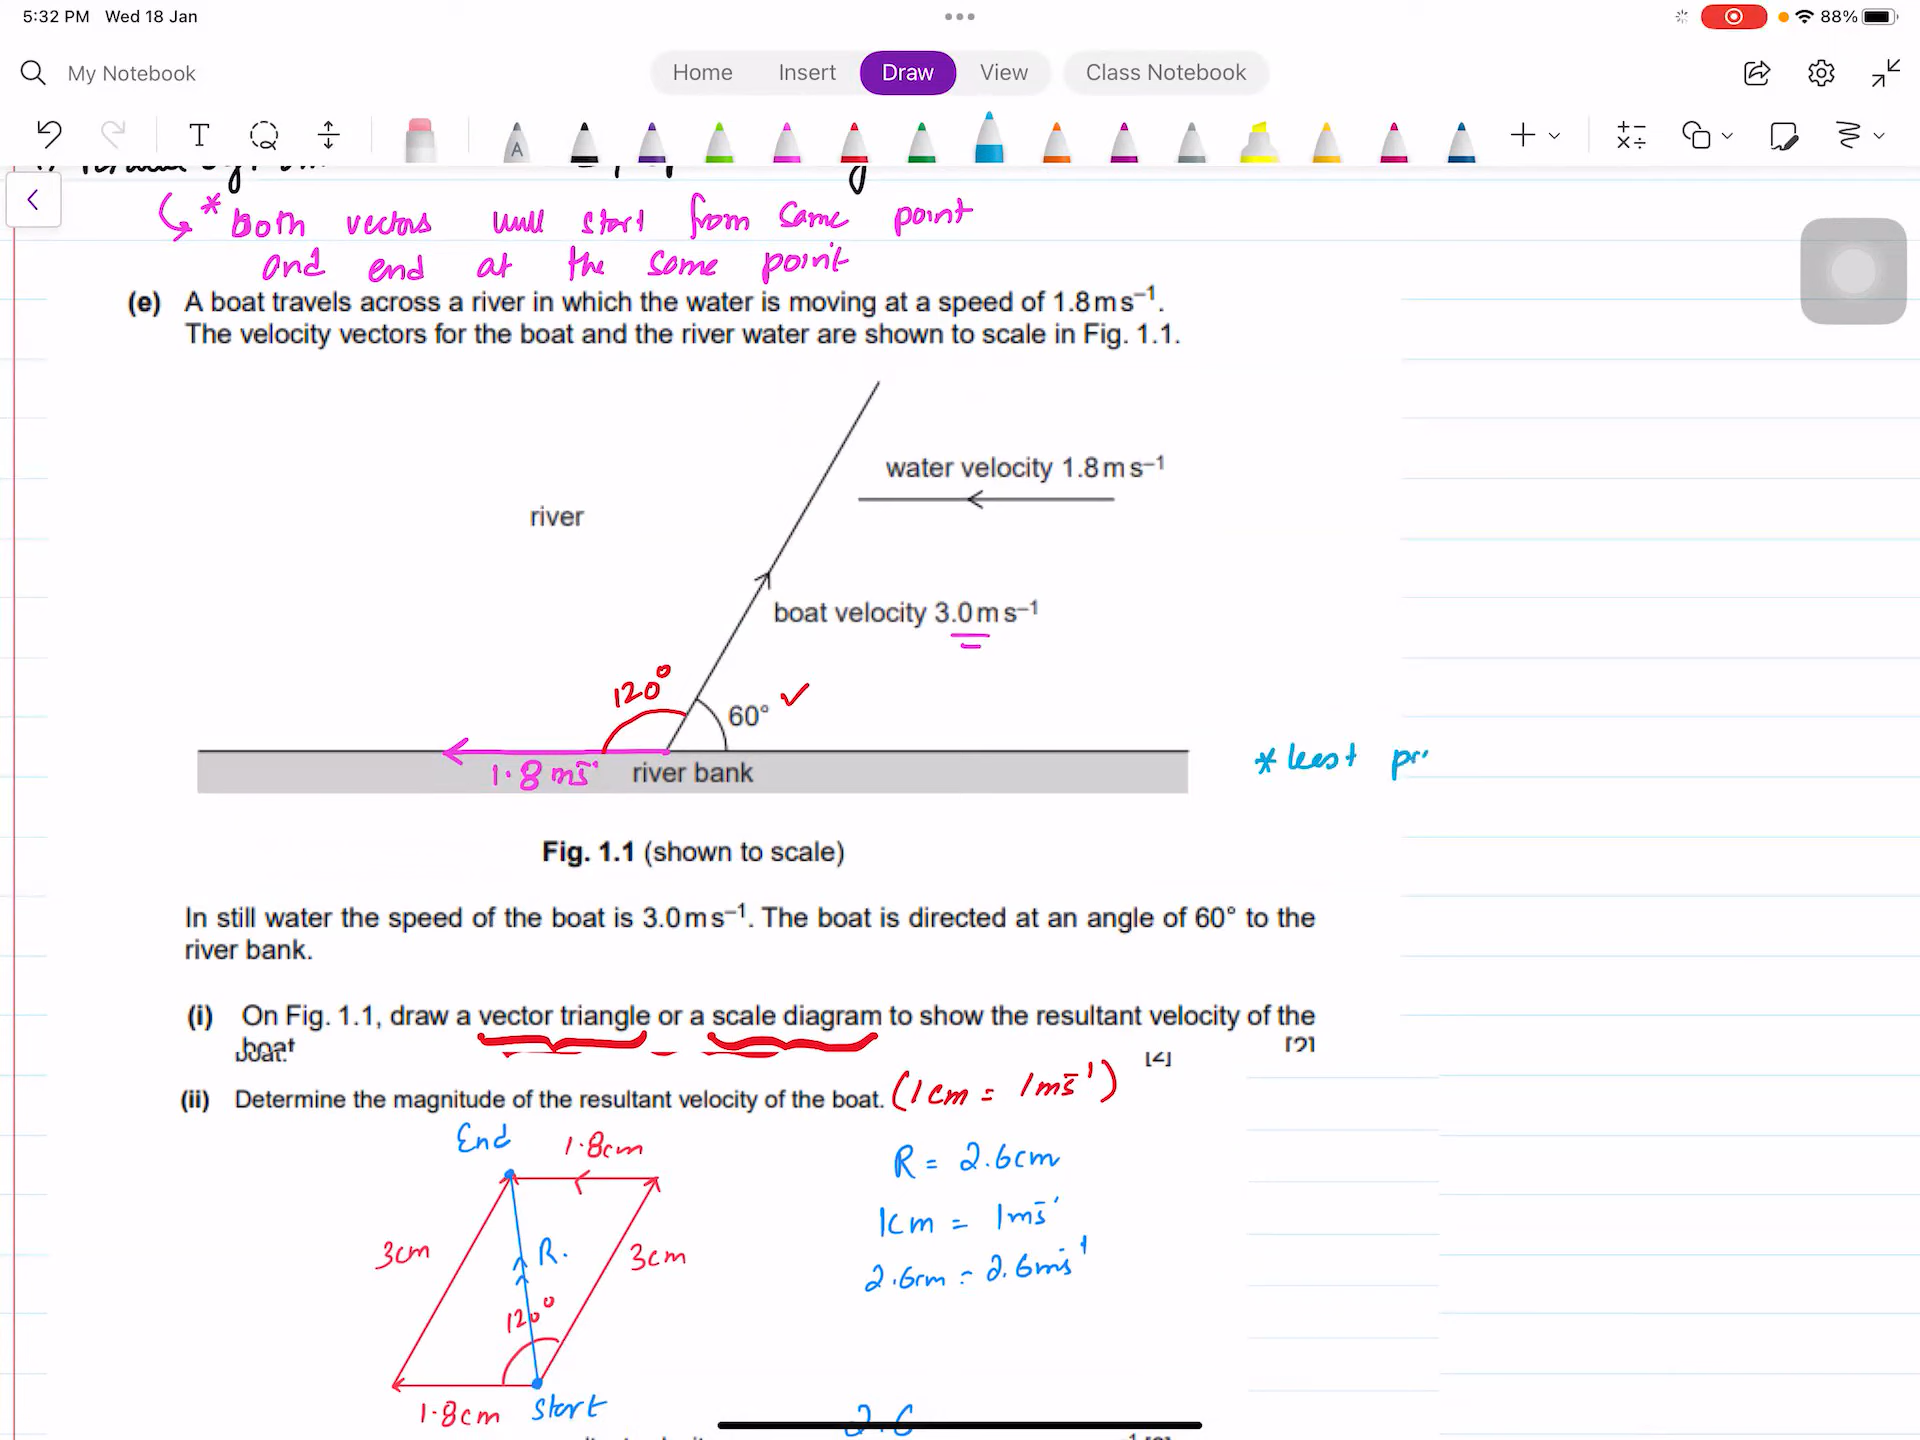 5:32 PM Wed 18 Jan
88%
My Notebook
Home Insert Draw View Class Notebook
* both vectors will start from same point
and end at the same point
(e) A boat travels across a river in which the water is moving at a speed of 1.8 m s⁻¹.
The velocity vectors for the boat and the river water are shown to scale in Fig. 1.1.
water velocity 1.8 m s⁻¹
river
boat velocity 3.0 m s⁻¹
120°
60°
1.8 ms⁻¹ river bank
* least pr
Fig. 1.1 (shown to scale)
In still water the speed of the boat is 3.0 m s⁻¹. The boat is directed at an angle of 60° to the
river bank.
(i) On Fig. 1.1, draw a vector triangle or a scale diagram to show the resultant velocity of the
boat. [2]
(ii) Determine the magnitude of the resultant velocity of the boat. (1cm = 1ms⁻¹)
End 1.8cm
R = 2.6cm
1cm = 1ms⁻¹
3cm R. 3cm
2.6cm = 2.6ms⁻¹
120°
1.8cm Start
2.6